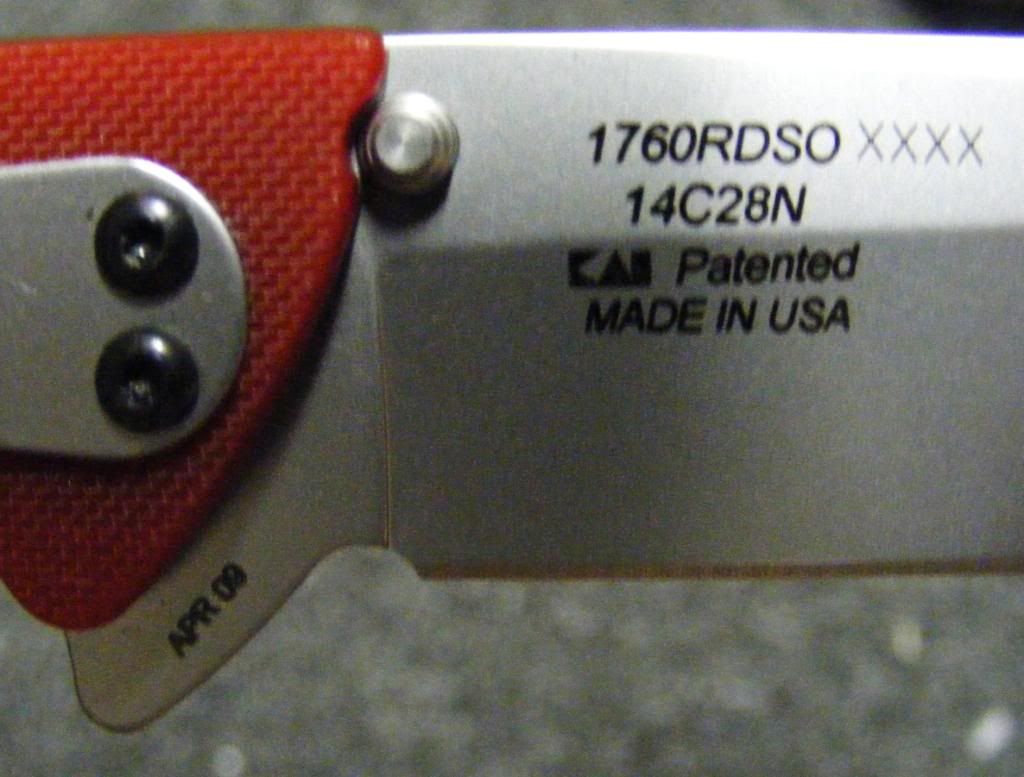 1760RDSO XXXX
14C28N
KAI Patented
MADE IN USA
APR 09